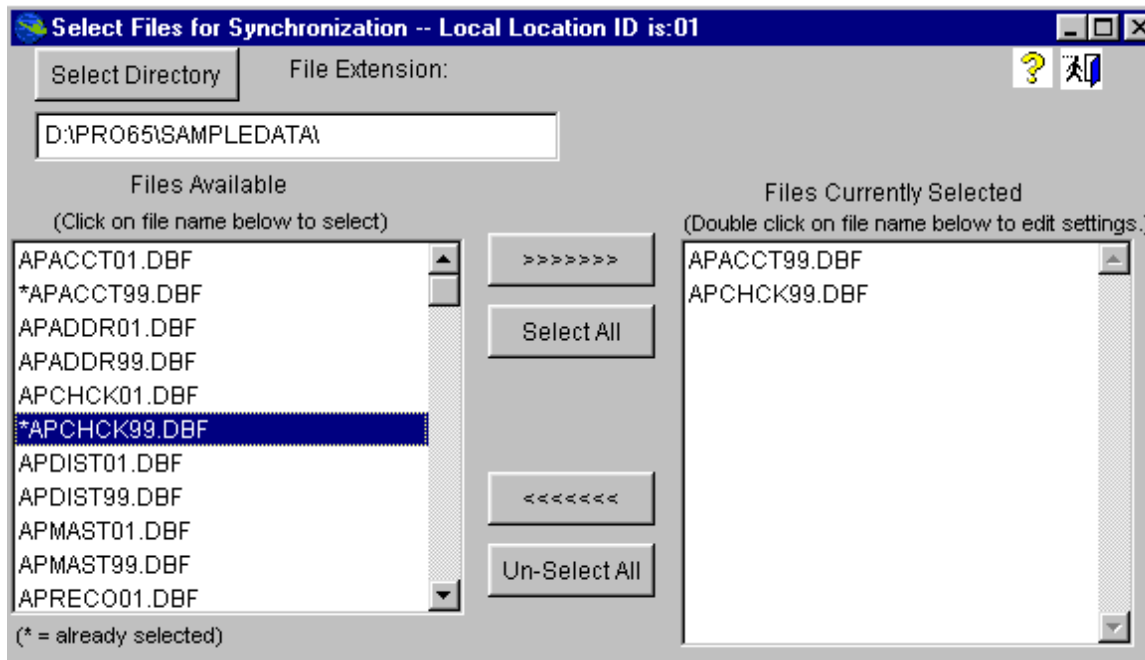 Select Files for Synchronization -- Local Location ID is:01
Select Directory
File Extension:
D:\PRO65\SAMPLEDATA\
Files Available
(Click on file name below to select)
APACCT01.DBF
*APACCT99.DBF
APADDR01.DBF
APADDR99.DBF
APCHCK01.DBF
*APCHCK99.DBF
APDIST01.DBF
APDIST99.DBF
APMAST01.DBF
APMAST99.DBF
APRECO01.DBF
(* = already selected)
>>>>>>>
Select All
<<<<<<<
Un-Select All
Files Currently Selected
(Double click on file name below to edit settings.)
APACCT99.DBF
APCHCK99.DBF